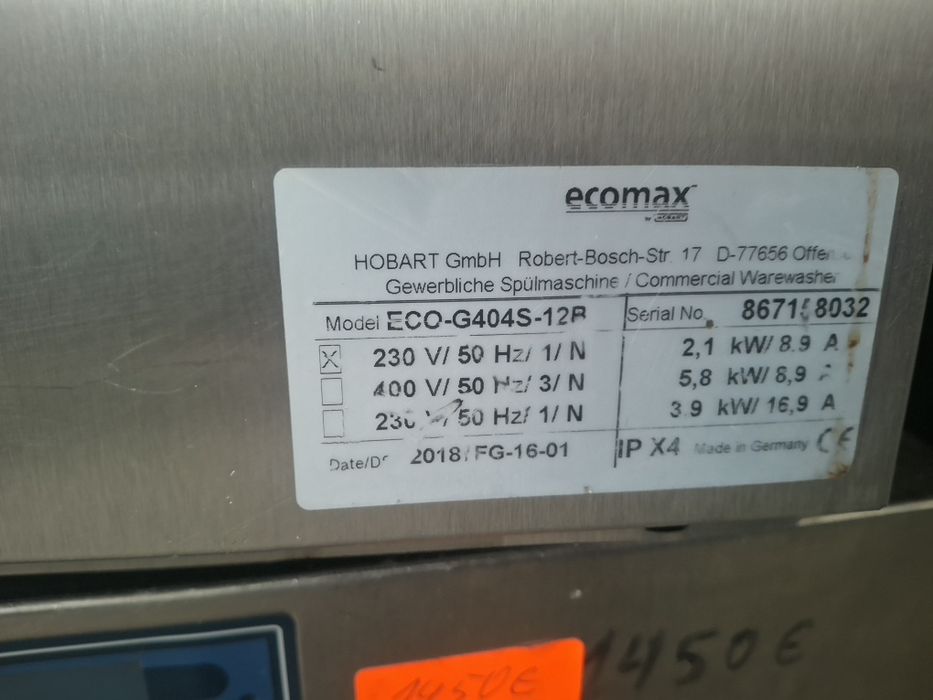 ecomax
by HOBART
HOBART GmbH Robert-Bosch-Str. 17 D-77656
Gewerbliche Spülmaschine / Commercial Warewasher
Model ECO-G404S-12B Serial No.
230 V/ 50 Hz/ 1/ N 2,1 kW/ 8.9 A
400 V/ 50 Hz/ 3/ N 5,8 kW/ 8,9
50 Hz/ 1/ N 3.9 kW/ 16,9 A
2018/FG-16-01 IP X4 Made in Germany CE
1450€
1450€